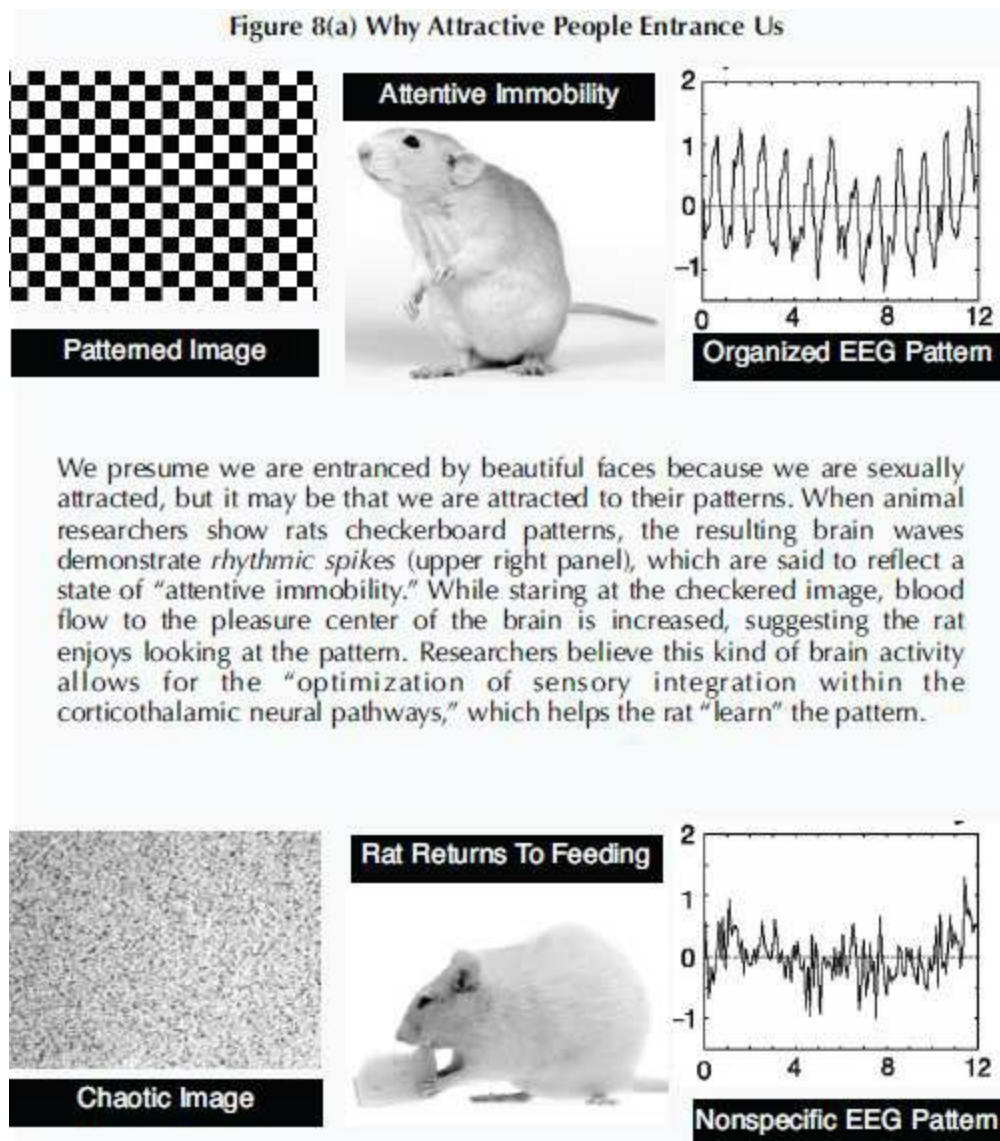 Figure 8(a) Why Attractive People Entrance Us
Attentive Immobility
2
1
0
–1
0 4 8 12
Patterned Image
Organized EEG Pattern
We presume we are entranced by beautiful faces because we are sexually
attracted, but it may be that we are attracted to their patterns. When animal
researchers show rats checkerboard patterns, the resulting brain waves
demonstrate rhythmic spikes (upper right panel), which are said to reflect a
state of “attentive immobility.” While staring at the checkered image, blood
flow to the pleasure center of the brain is increased, suggesting the rat
enjoys looking at the pattern. Researchers believe this kind of brain activity
allows for the “optimization of sensory integration within the
corticothalamic neural pathways,” which helps the rat “learn” the pattern.
Rat Returns To Feeding
2
1
0
–1
0 4 8 12
Chaotic Image
Nonspecific EEG Pattern